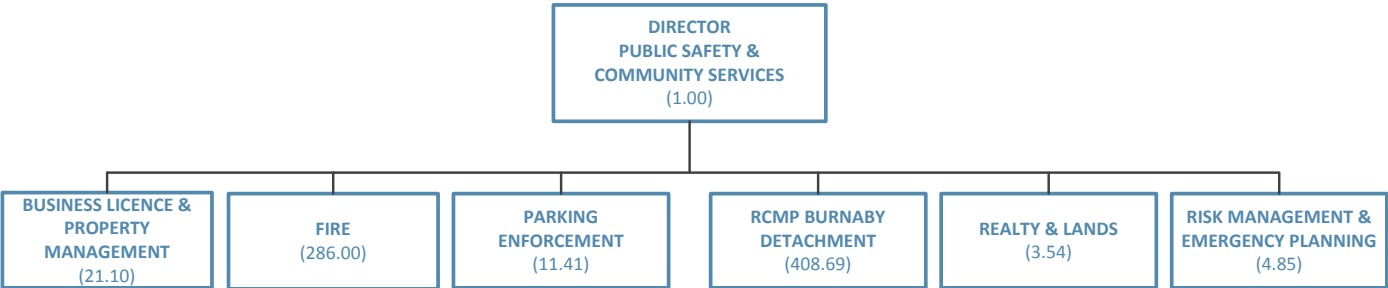 DIRECTOR
PUBLIC SAFETY &
COMMUNITY SERVICES
(1.00)
BUSINESS LICENCE &
PROPERTY
MANAGEMENT
(21.10)
FIRE
(286.00)
PARKING
ENFORCEMENT
(11.41)
RCMP BURNABY
DETACHMENT
(408.69)
REALTY & LANDS
(3.54)
RISK MANAGEMENT &
EMERGENCY PLANNING
(4.85)